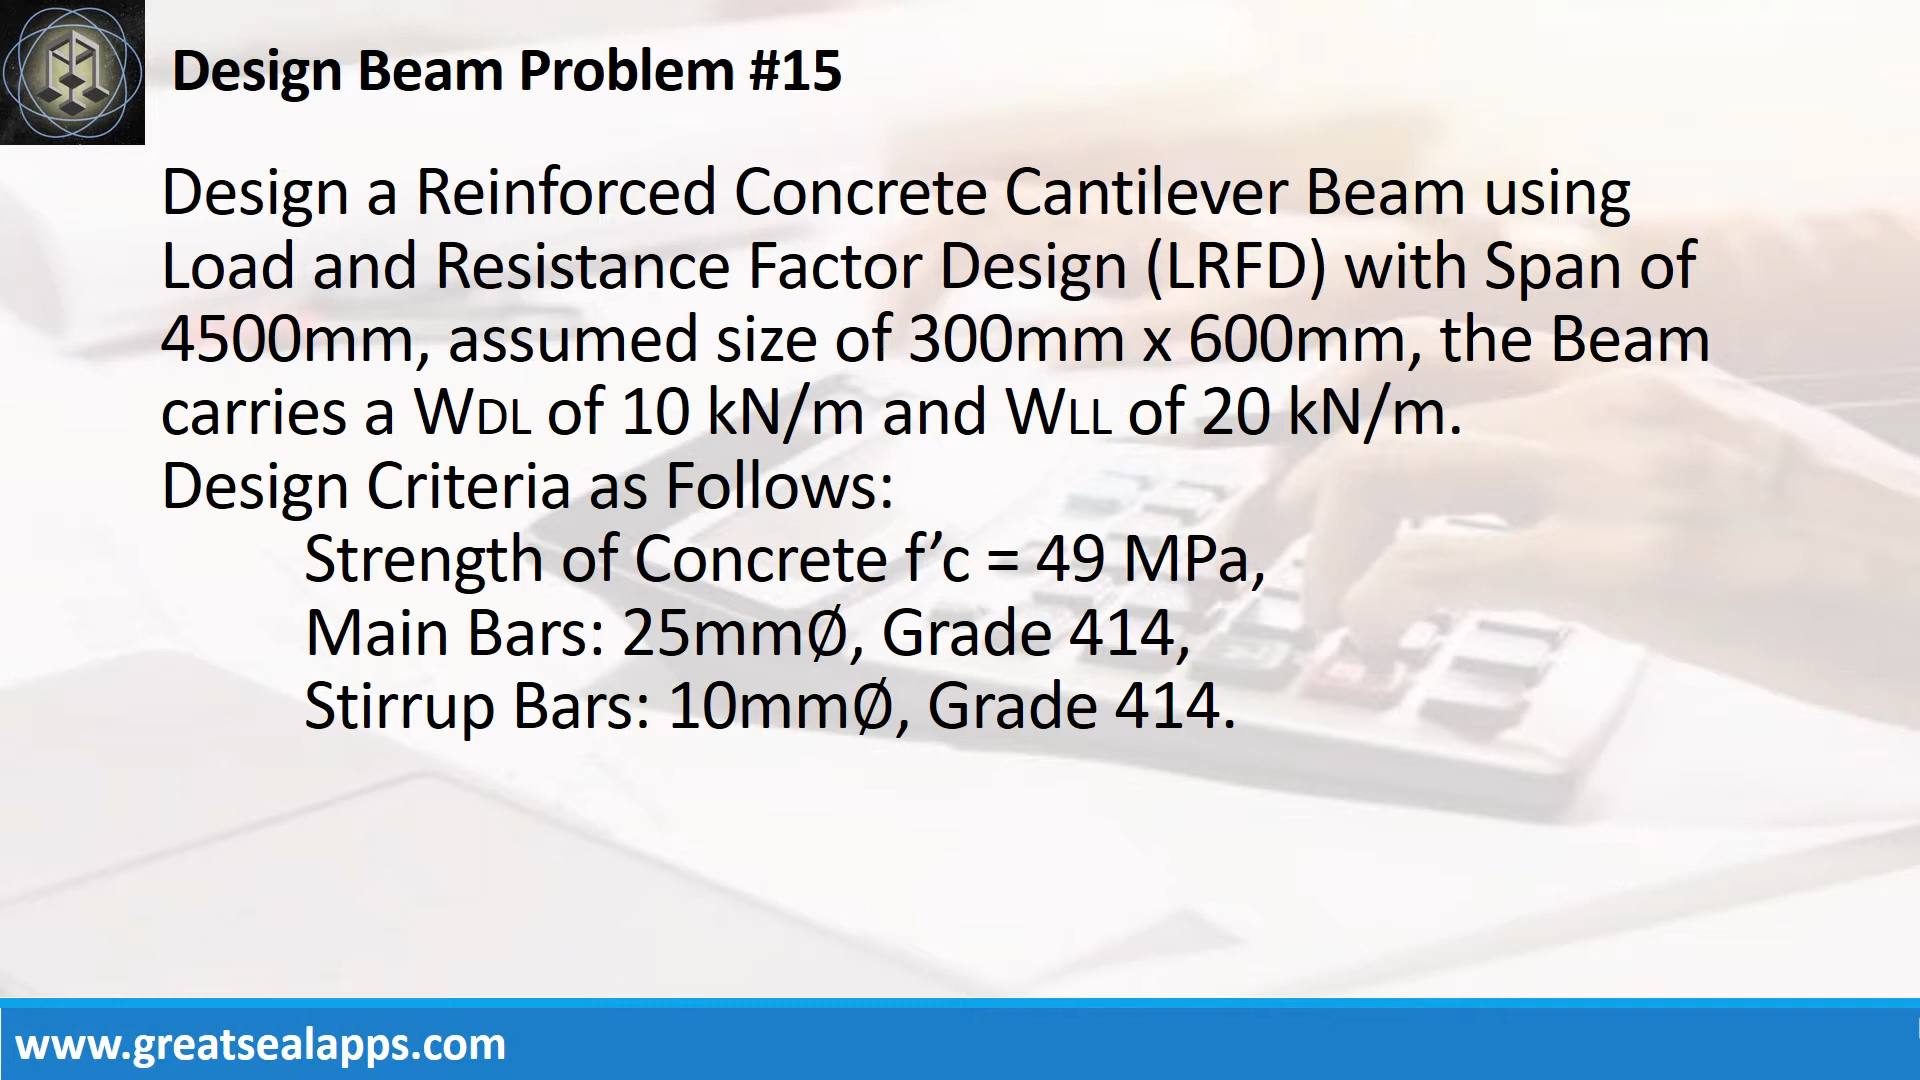 Design Beam Problem #15
Design a Reinforced Concrete Cantilever Beam using
Load and Resistance Factor Design (LRFD) with Span of
4500mm, assumed size of 300mm x 600mm, the Beam
carries a WDL of 10 kN/m and WLL of 20 kN/m.
Design Criteria as Follows:
Strength of Concrete f’c = 49 MPa,
Main Bars: 25mmØ, Grade 414,
Stirrup Bars: 10mmØ, Grade 414.
www.greatsealapps.com